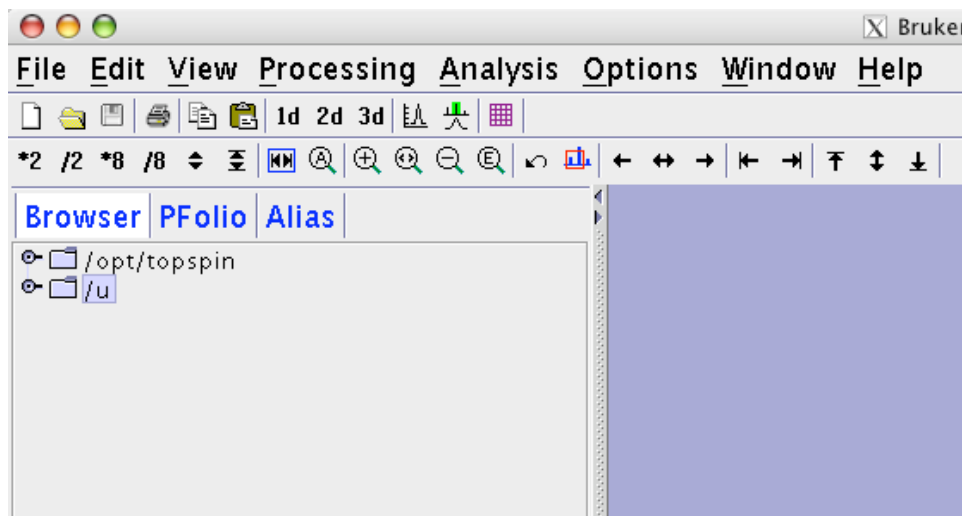 Bruker
File Edit View Processing Analysis Options Window Help
1d 2d 3d
*2 /2 *8 /8
Browser PFolio Alias
/opt/topspin
/u